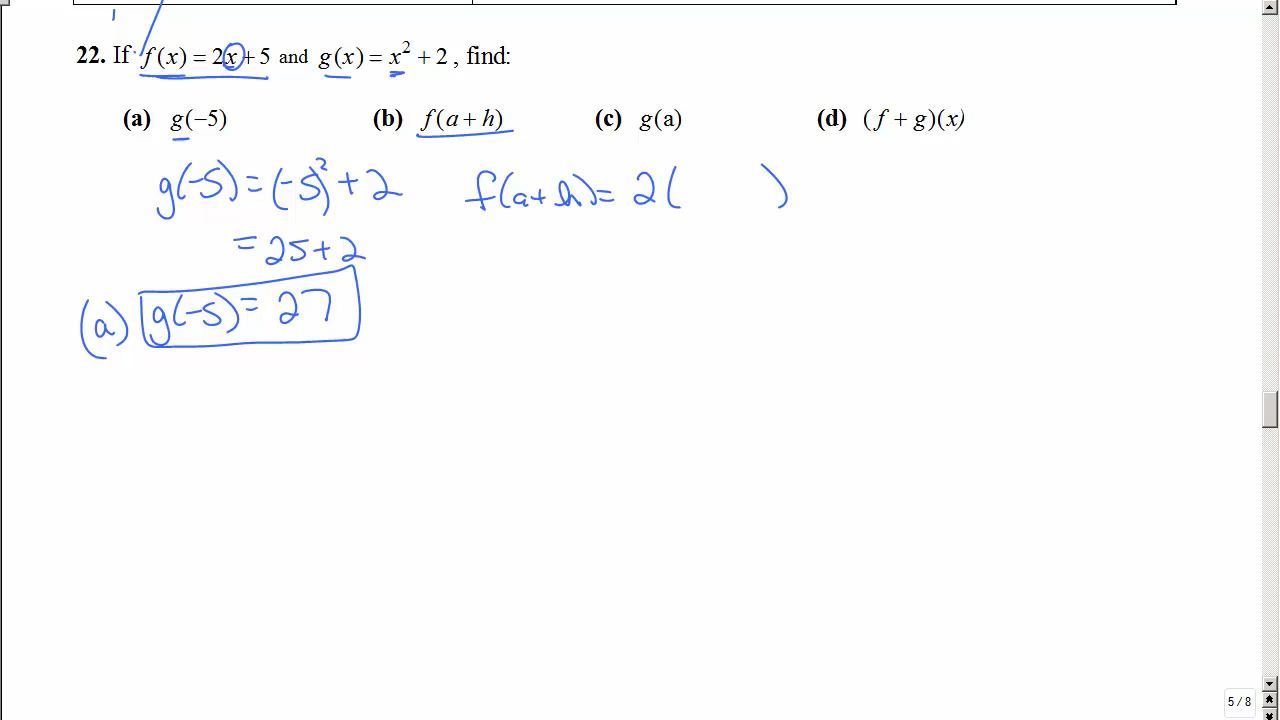 22. If f(x) = 2x + 5 and g(x) = x² + 2, find:
(a) g(−5) (b) f(a + h) (c) g(a) (d) (f + g)(x)
g(-5) = (-5)² + 2 f(a+h) = 2( )
= 25 + 2
(a) g(-5) = 27
5 / 8